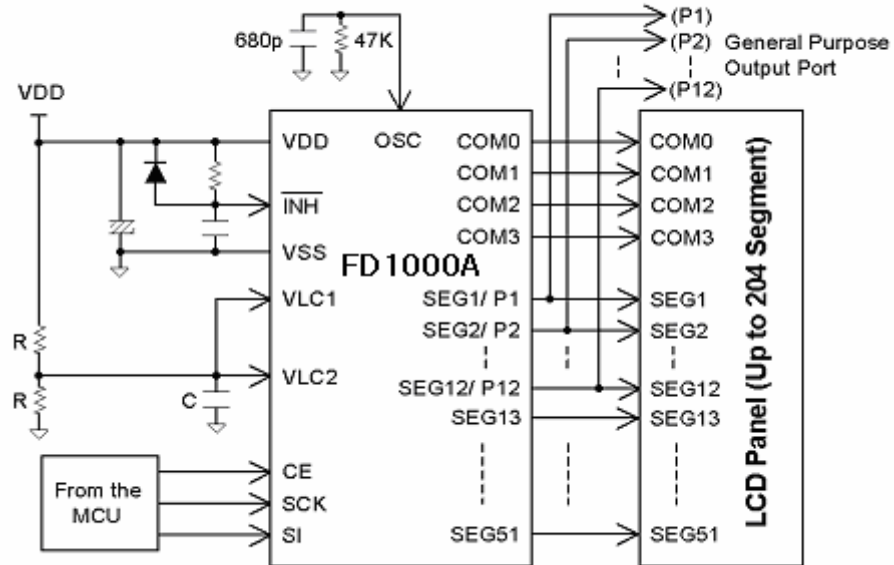 680p
47K
(P1)
(P2)
General Purpose
Output Port
(P12)
VDD
VDD
OSC
INH
VSS
FD1000A
VLC1
VLC2
R
R
C
From the
MCU
CE
SCK
SI
COM0
COM1
COM2
COM3
SEG1/ P1
SEG2/ P2
SEG12/ P12
SEG13
SEG51
COM0
COM1
COM2
COM3
SEG1
SEG2
SEG12
SEG13
SEG51
LCD Panel (Up to 204 Segment)